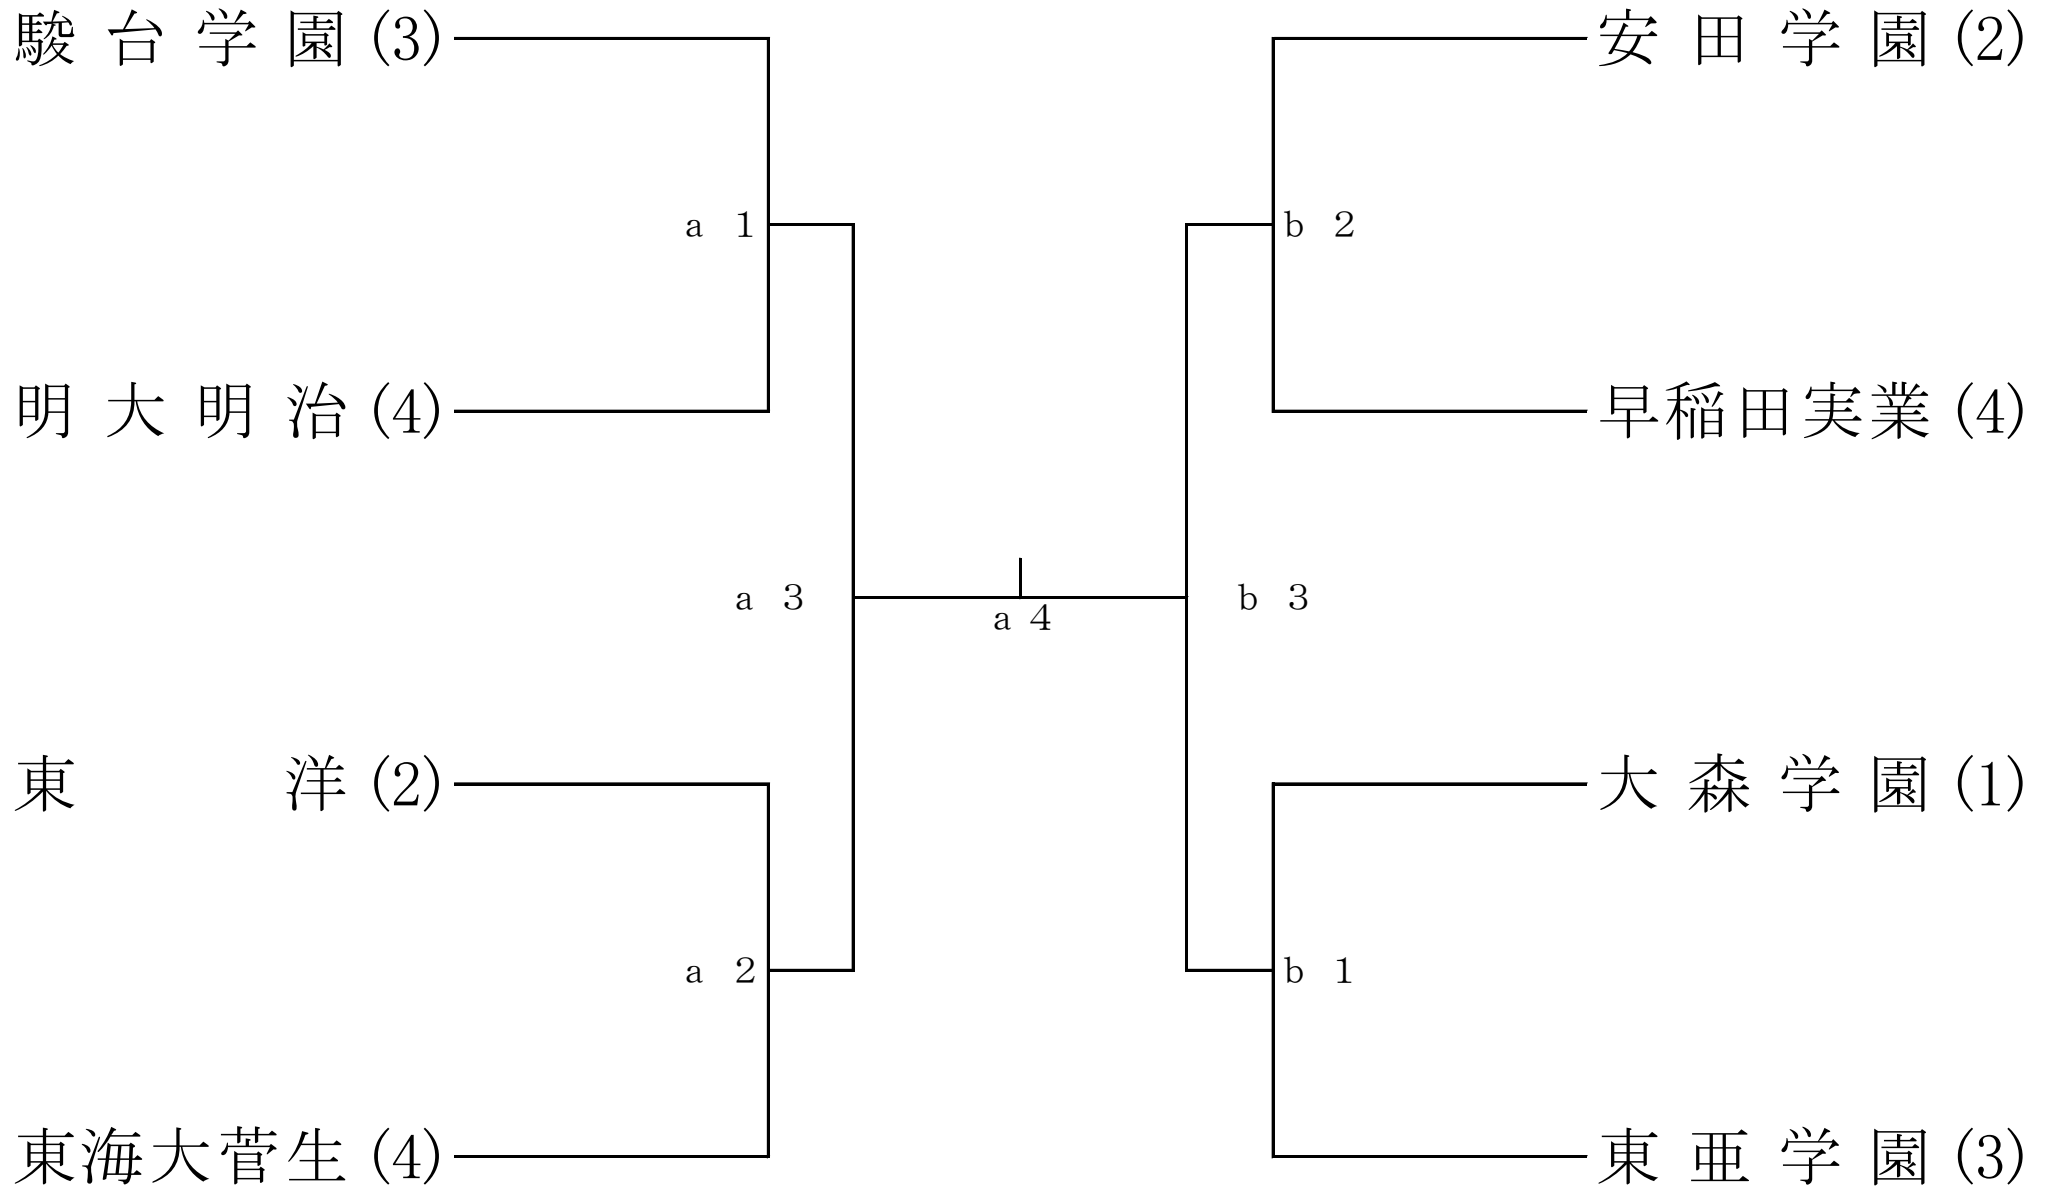 駿台学園(3)
安田学園(2)
a 1
b 2
明大明治(4)
早稲田実業(4)
a 3
b 3
a 4
東洋(2)
大森学園(1)
a 2
b 1
東海大菅生(4)
東亜学園(3)